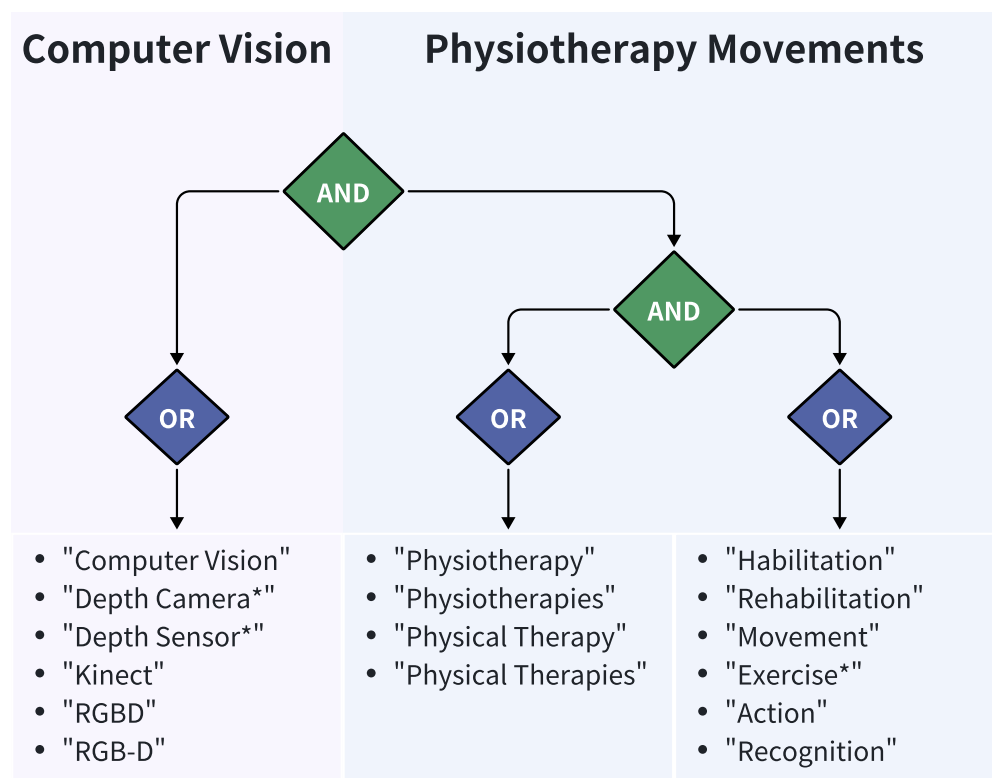 Computer Vision
Physiotherapy Movements
AND
AND
OR
OR
OR
• "Computer Vision"
• "Depth Camera*"
• "Depth Sensor*"
• "Kinect"
• "RGBD"
• "RGB-D"
• "Physiotherapy"
• "Physiotherapies"
• "Physical Therapy"
• "Physical Therapies"
• "Habilitation"
• "Rehabilitation"
• "Movement"
• "Exercise*"
• "Action"
• "Recognition"